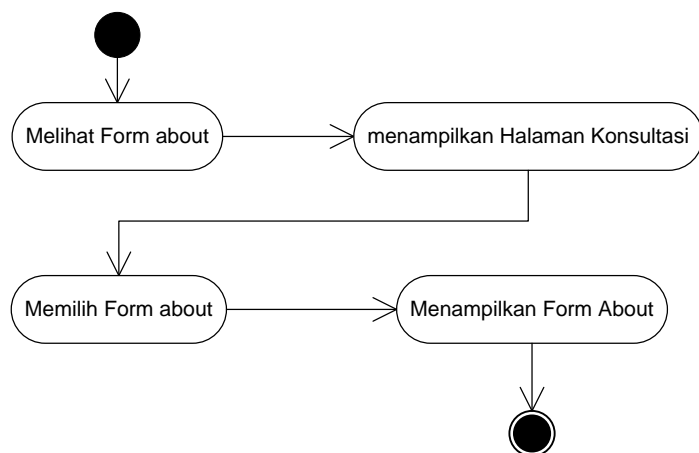 Melihat Form about
menampilkan Halaman Konsultasi
Memilih Form about
Menampilkan Form About